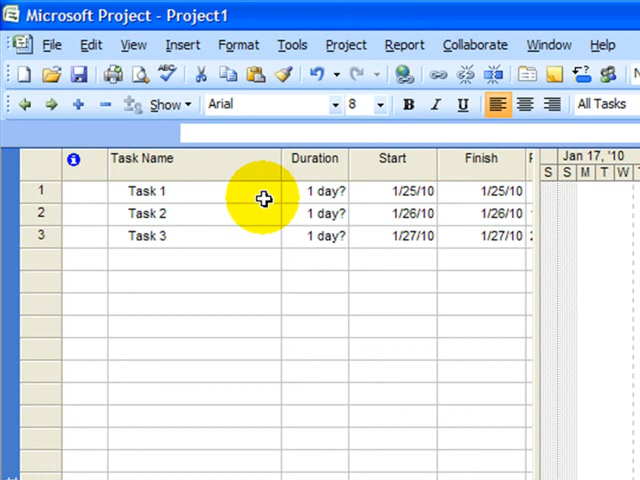 Microsoft Project - Project1
File Edit View Insert Format Tools Project Report Collaborate Window Help
ABC
Show Arial 8 B I U All Tasks
Task Name Duration Start Finish Jan 17, '10
S S M T W T
1 Task 1 1 day? 1/25/10 1/25/10
2 Task 2 1 day? 1/26/10 1/26/10
3 Task 3 1 day? 1/27/10 1/27/10